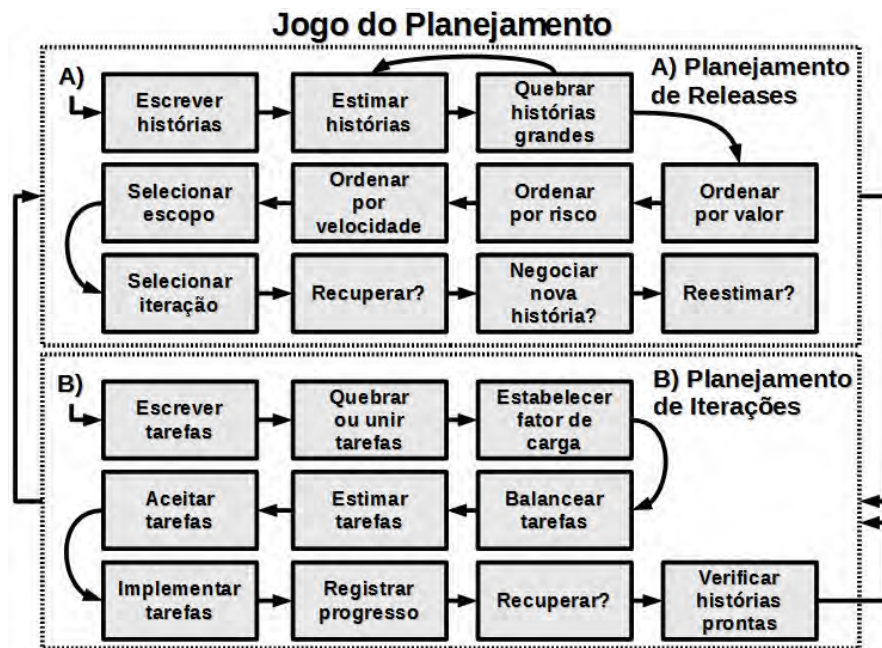 Jogo do Planejamento
A)
A) Planejamento
de Releases
Escrever
histórias
Estimar
histórias
Quebrar
histórias
grandes
Selecionar
escopo
Ordenar
por
velocidade
Ordenar
por risco
Ordenar
por valor
Selecionar
iteração
Recuperar?
Negociar
nova
história?
Reestimar?
B)
B) Planejamento
de Iterações
Escrever
tarefas
Quebrar
ou unir
tarefas
Estabelecer
fator de
carga
Aceitar
tarefas
Estimar
tarefas
Balancear
tarefas
Implementar
tarefas
Registrar
progresso
Recuperar?
Verificar
histórias
prontas